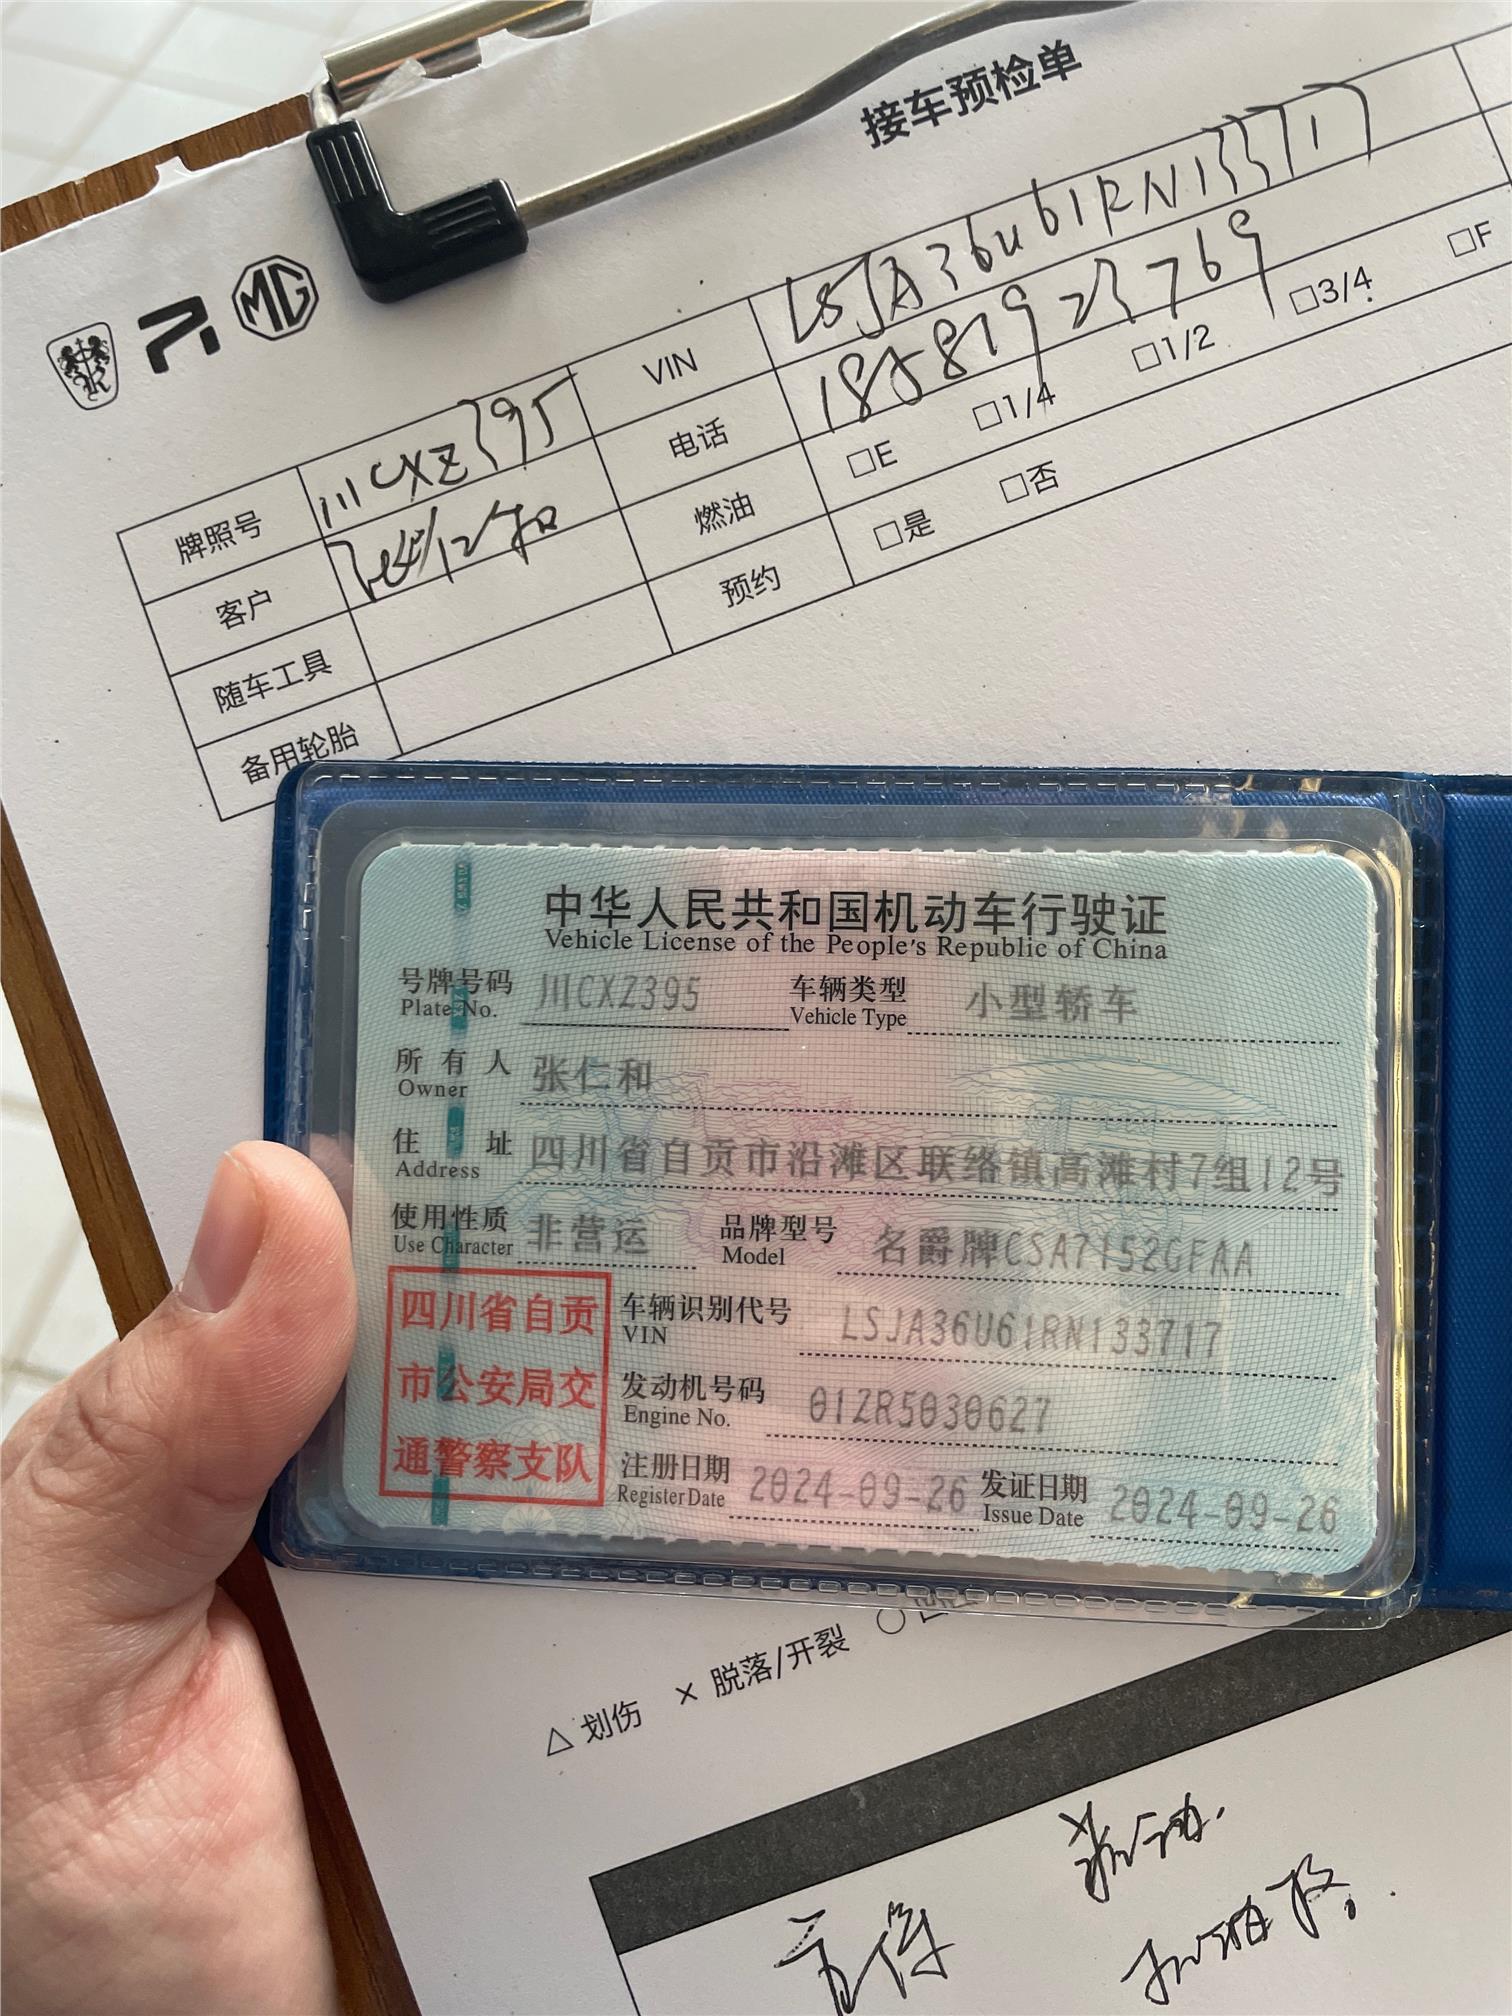 接车预检单
MG
牌照号 川CXZ395 VIN LSJA36U61RN133717
客户 张仁和 电话 18581923769
随车工具 燃油 □E □1/4 □1/2 □3/4 □F
备用轮胎 预约 □是 □否
中华人民共和国机动车行驶证
Vehicle License of the People's Republic of China
号牌号码 川CXZ395 车辆类型 小型轿车
Plate No. Vehicle Type
所有人 张仁和
Owner
住址 四川省自贡市沿滩区联络镇高滩村7组12号
Address
使用性质 非营运 品牌型号 名爵牌CSA7152GFAA
Use Character Model
四川省自贡
市公安局交
通警察支队
车辆识别代号 LSJA36U61RN133717
VIN
发动机号码 01ZR5030627
Engine No.
注册日期 2024-09-26 发证日期 2024-09-26
Register Date Issue Date
△ 划伤 × 脱落/开裂 ○
首保